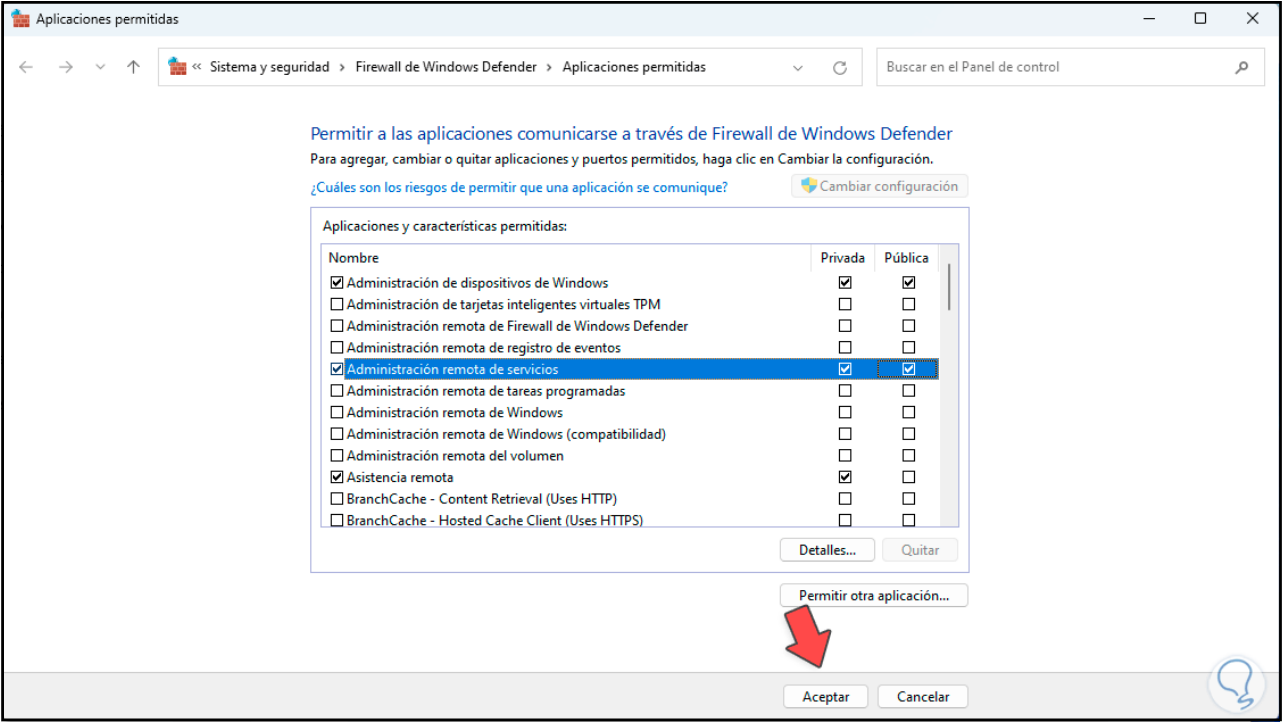 Aplicaciones permitidas
« Sistema y seguridad > Firewall de Windows Defender > Aplicaciones permitidas
Buscar en el Panel de control
Permitir a las aplicaciones comunicarse a través de Firewall de Windows Defender
Para agregar, cambiar o quitar aplicaciones y puertos permitidos, haga clic en Cambiar la configuración.
¿Cuáles son los riesgos de permitir que una aplicación se comunique?
Cambiar configuración
Aplicaciones y características permitidas:
Nombre Privada Pública
Administración de dispositivos de Windows
Administración de tarjetas inteligentes virtuales TPM
Administración remota de Firewall de Windows Defender
Administración remota de registro de eventos
Administración remota de servicios
Administración remota de tareas programadas
Administración remota de Windows
Administración remota de Windows (compatibilidad)
Administración remota del volumen
Asistencia remota
BranchCache - Content Retrieval (Uses HTTP)
BranchCache - Hosted Cache Client (Uses HTTPS)
Detalles... Quitar
Permitir otra aplicación...
Aceptar Cancelar